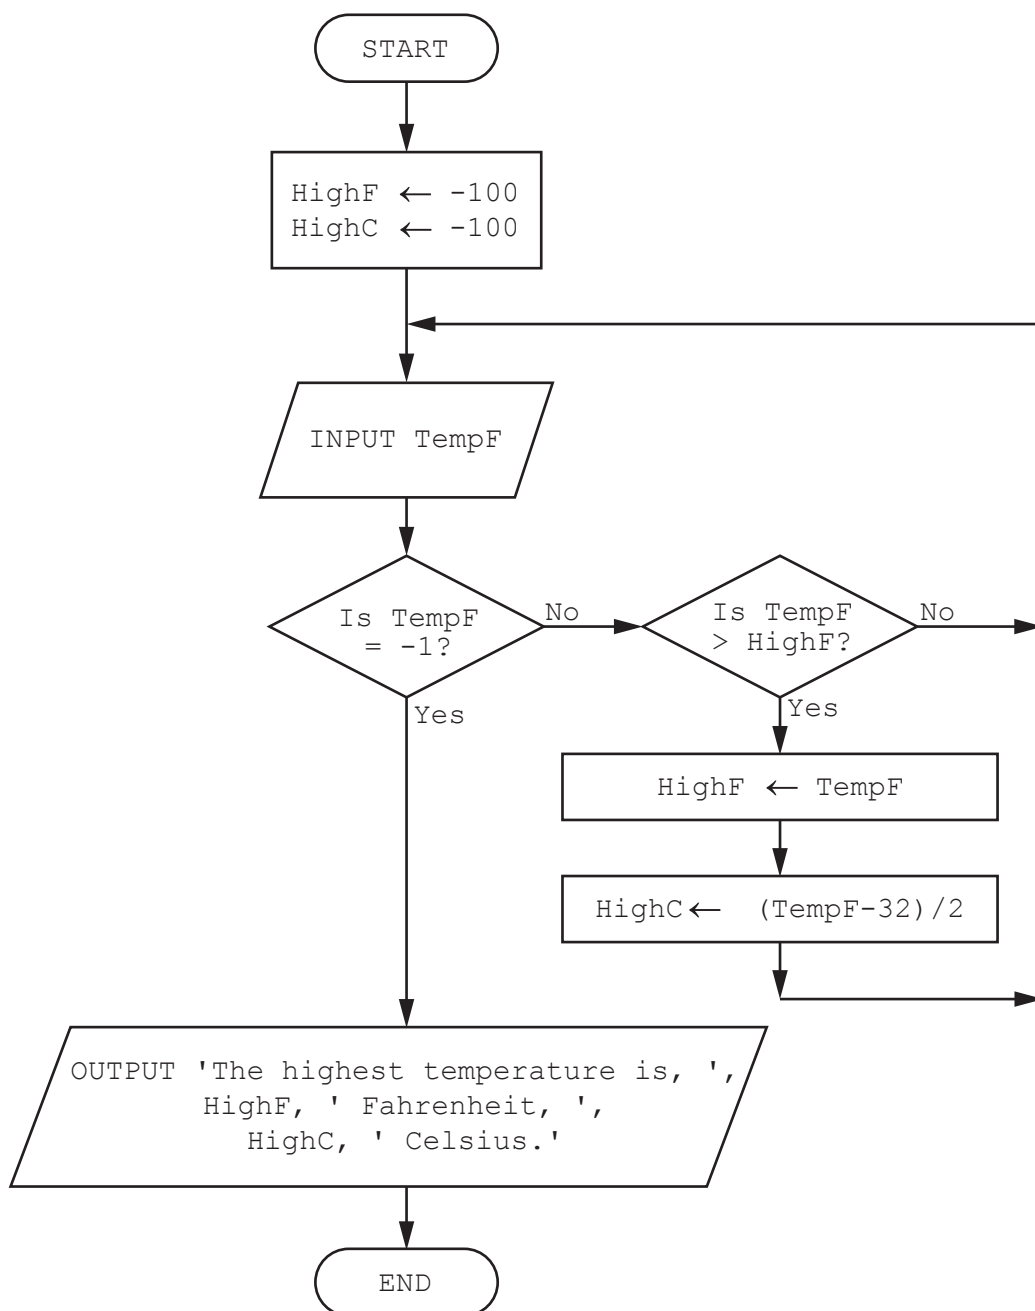 START
HighF ← -100
HighC ← -100
INPUT TempF
Is TempF
= -1?
No
Is TempF
> HighF?
No
Yes
Yes
HighF ← TempF
HighC← (TempF-32)/2
OUTPUT 'The highest temperature is, ',
HighF, ' Fahrenheit, ',
HighC, ' Celsius.'
END